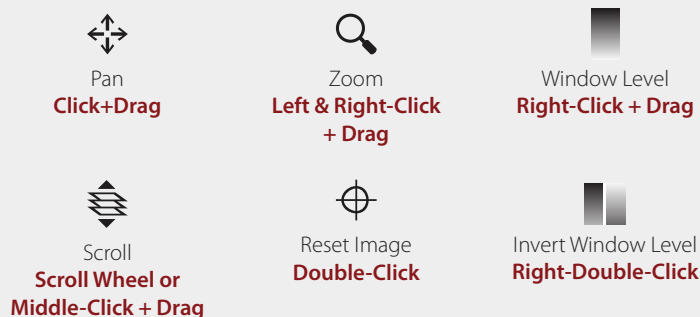 Pan
Click+Drag
Zoom
Left & Right-Click
+ Drag
Window Level
Right-Click + Drag
Scroll
Scroll Wheel or
Middle-Click + Drag
Reset Image
Double-Click
Invert Window Level
Right-Double-Click